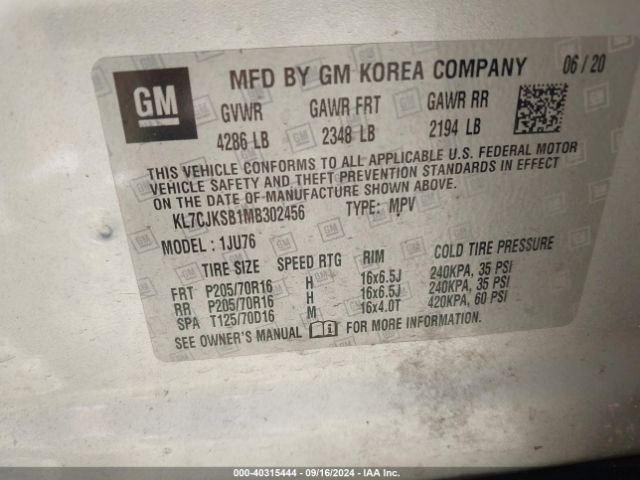 GM
MFD BY GM KOREA COMPANY 06 / 20
GVWR GAWR FRT GAWR RR
4286 LB 2348 LB 2194 LB
THIS VEHICLE CONFORMS TO ALL APPLICABLE U.S. FEDERAL MOTOR
VEHICLE SAFETY AND THEFT PREVENTION STANDARDS IN EFFECT
ON THE DATE OF MANUFACTURE SHOWN ABOVE.
KL7CJKSB1MB302456 TYPE: MPV
MODEL : 1JU76
TIRE SIZE SPEED RTG RIM COLD TIRE PRESSURE
FRT P205/70R16 H 16x6.5J 240KPA, 35 PSI
RR P205/70R16 H 16x6.5J 240KPA, 35 PSI
SPA T125/70D16 M 16x4.0T 420KPA, 60 PSI
SEE OWNER'S MANUAL FOR MORE INFORMATION.
000-40315444 - 09/16/2024 - IAA Inc.